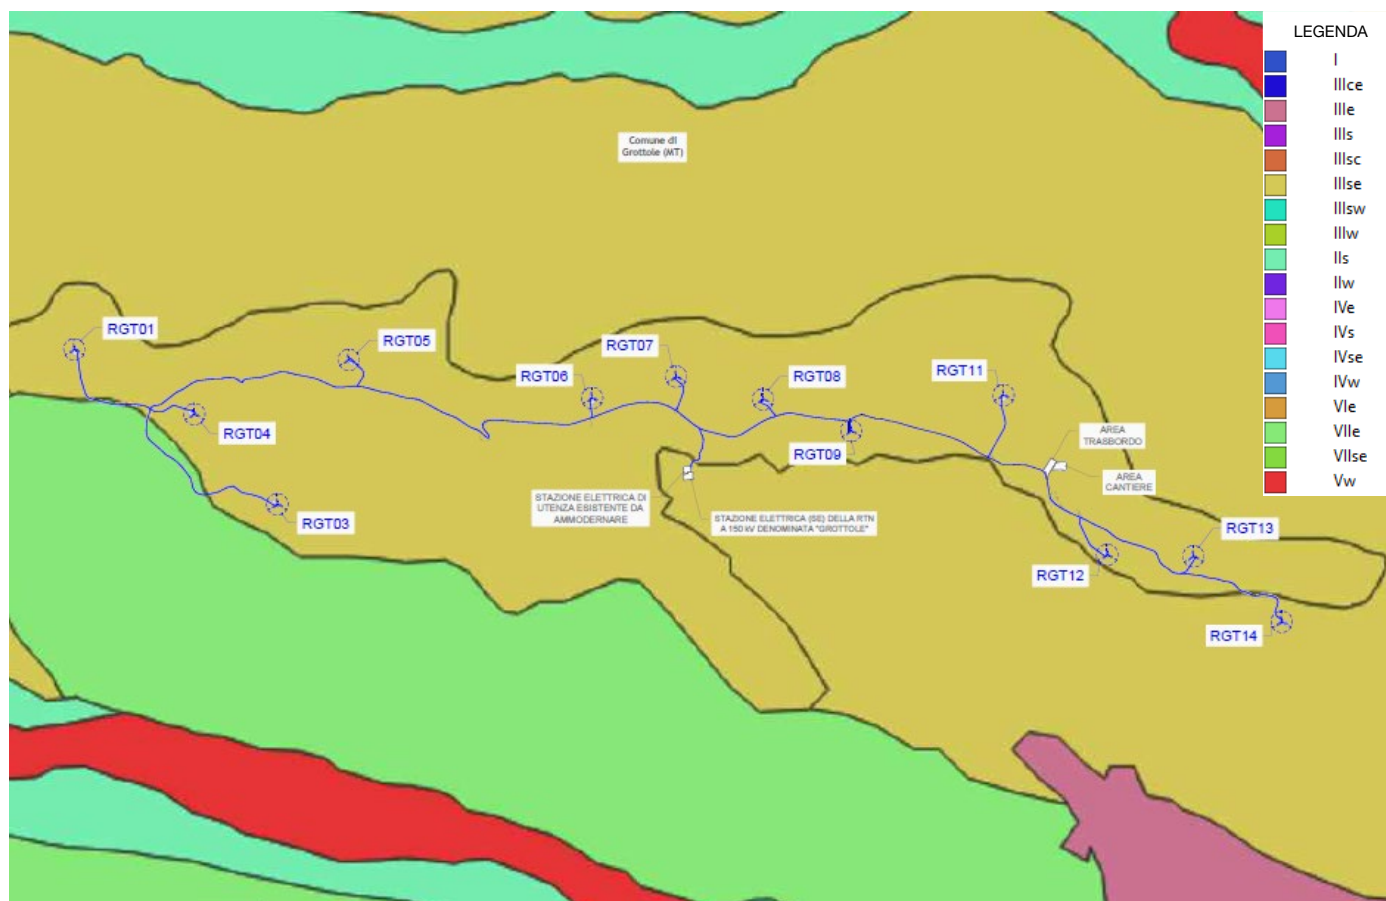 LEGENDA
I
IIIce
IIIe
IIIs
IIIsc
IIIse
IIIsw
IIIw
IIs
IIw
IVe
IVs
IVse
IVw
VIe
VIIe
VIIse
Vw
Comune di
Grottole (MT)
RGT01
RGT05
RGT07
RGT06
RGT08
RGT11
RGT04
RGT09
AREA
TRASBORDO
AREA
CANTIERE
STAZIONE ELETTRICA DI
UTENZA ESISTENTE DA
AMMODERNARE
STAZIONE ELETTRICA (SE) DELLA RTN
A 150 kV DENOMINATA "GROTTOLE"
RGT03
RGT13
RGT12
RGT14